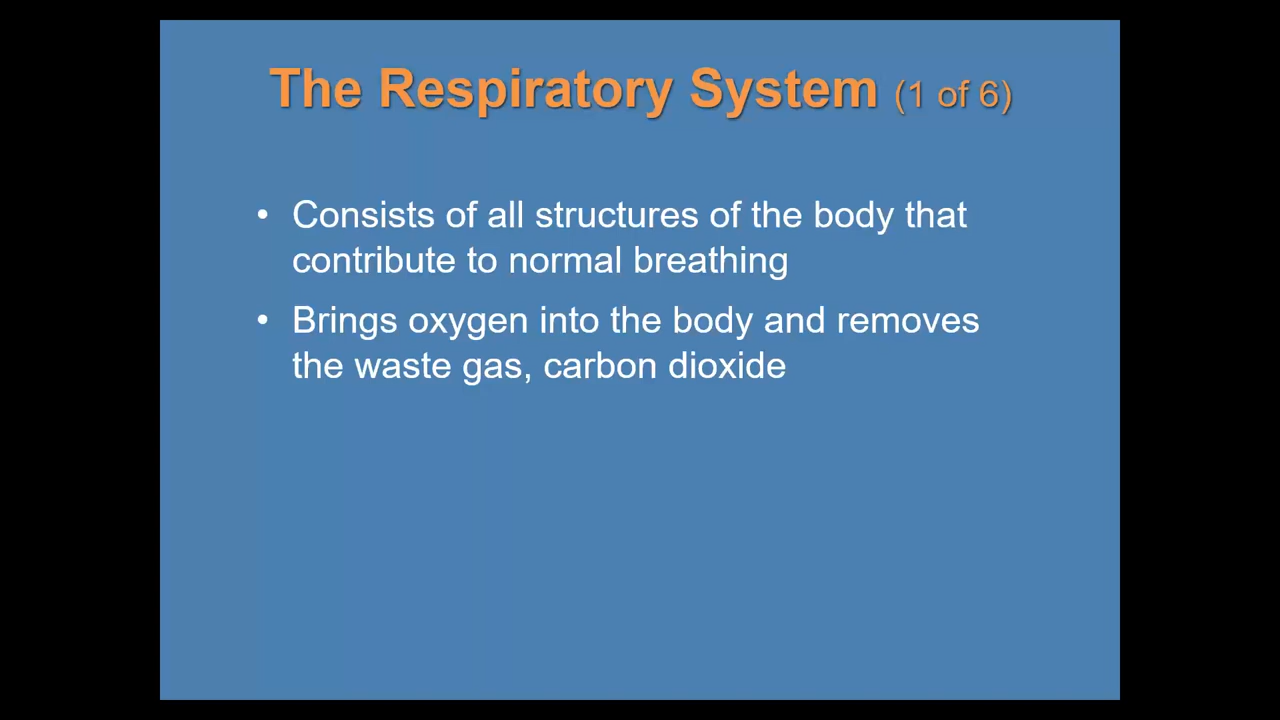 The Respiratory System (1 of 6)
• Consists of all structures of the body that
contribute to normal breathing
• Brings oxygen into the body and removes
the waste gas, carbon dioxide